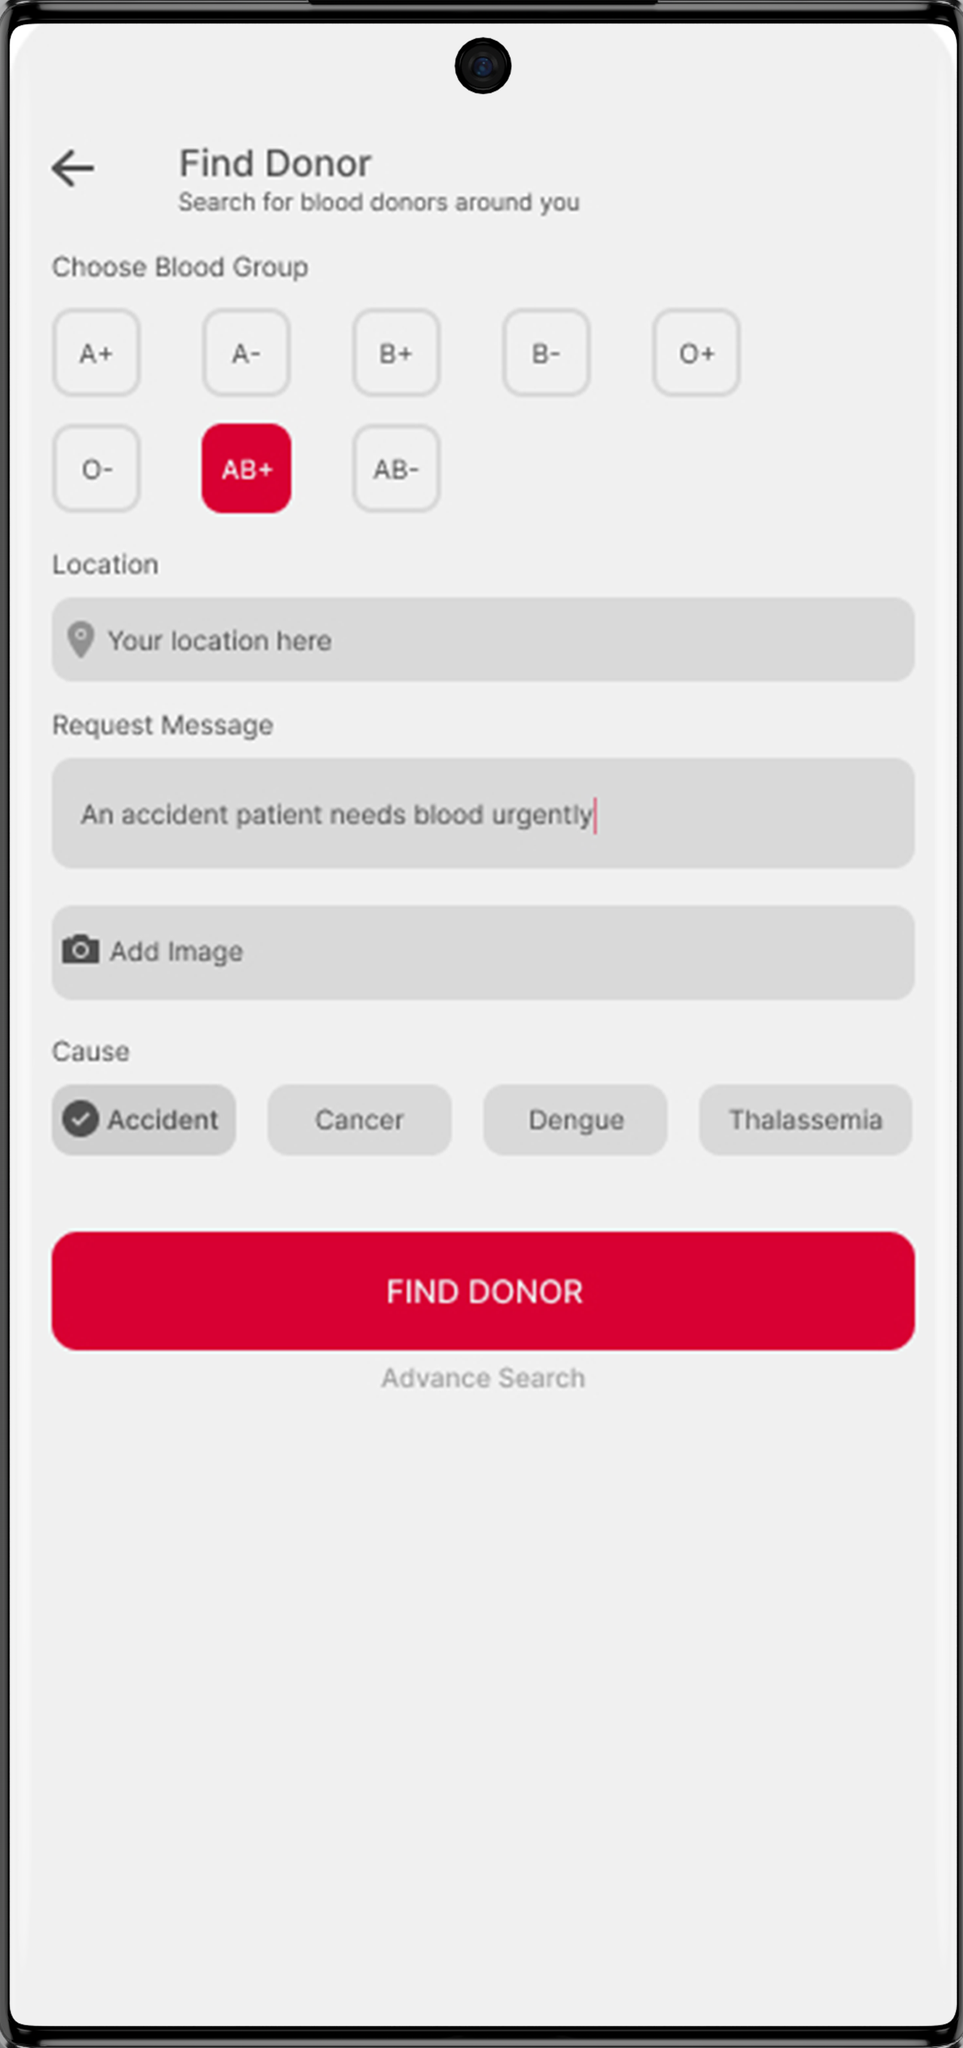 Find Donor
Search for blood donors around you
Choose Blood Group
A+ A- B+ B- O+
O- AB+ AB-
Location
Your location here
Request Message
An accident patient needs blood urgently
Add Image
Cause
Accident Cancer Dengue Thalassemia
FIND DONOR
Advance Search